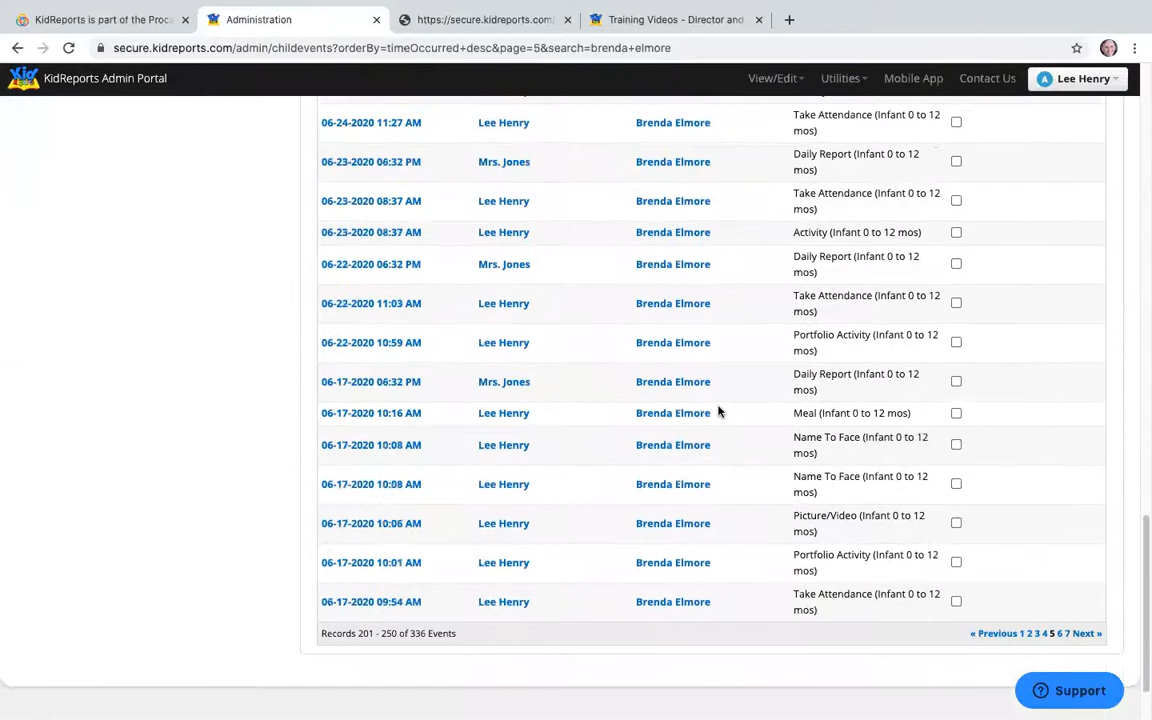 KidReports is part of the Proca
Administration
https://secure.kidreports.com/
Training Videos - Director and
secure.kidreports.com/admin/childevents?orderBy=timeOccurred+desc&page=5&search=brenda+elmore
KidReports Admin Portal
View/Edit
Utilities
Mobile App
Contact Us
A Lee Henry
06-24-2020 11:27 AM Lee Henry Brenda Elmore Take Attendance (Infant 0 to 12
mos)
06-23-2020 06:32 PM Mrs. Jones Brenda Elmore Daily Report (Infant 0 to 12
mos)
06-23-2020 08:37 AM Lee Henry Brenda Elmore Take Attendance (Infant 0 to 12
mos)
06-23-2020 08:37 AM Lee Henry Brenda Elmore Activity (Infant 0 to 12 mos)
06-22-2020 06:32 PM Mrs. Jones Brenda Elmore Daily Report (Infant 0 to 12
mos)
06-22-2020 11:03 AM Lee Henry Brenda Elmore Take Attendance (Infant 0 to 12
mos)
06-22-2020 10:59 AM Lee Henry Brenda Elmore Portfolio Activity (Infant 0 to 12
mos)
06-17-2020 06:32 PM Mrs. Jones Brenda Elmore Daily Report (Infant 0 to 12
mos)
06-17-2020 10:16 AM Lee Henry Brenda Elmore Meal (Infant 0 to 12 mos)
06-17-2020 10:08 AM Lee Henry Brenda Elmore Name To Face (Infant 0 to 12
mos)
06-17-2020 10:08 AM Lee Henry Brenda Elmore Name To Face (Infant 0 to 12
mos)
06-17-2020 10:06 AM Lee Henry Brenda Elmore Picture/Video (Infant 0 to 12
mos)
06-17-2020 10:01 AM Lee Henry Brenda Elmore Portfolio Activity (Infant 0 to 12
mos)
06-17-2020 09:54 AM Lee Henry Brenda Elmore Take Attendance (Infant 0 to 12
mos)
Records 201 - 250 of 336 Events
« Previous 1 2 3 4 5 6 7 Next »
Support